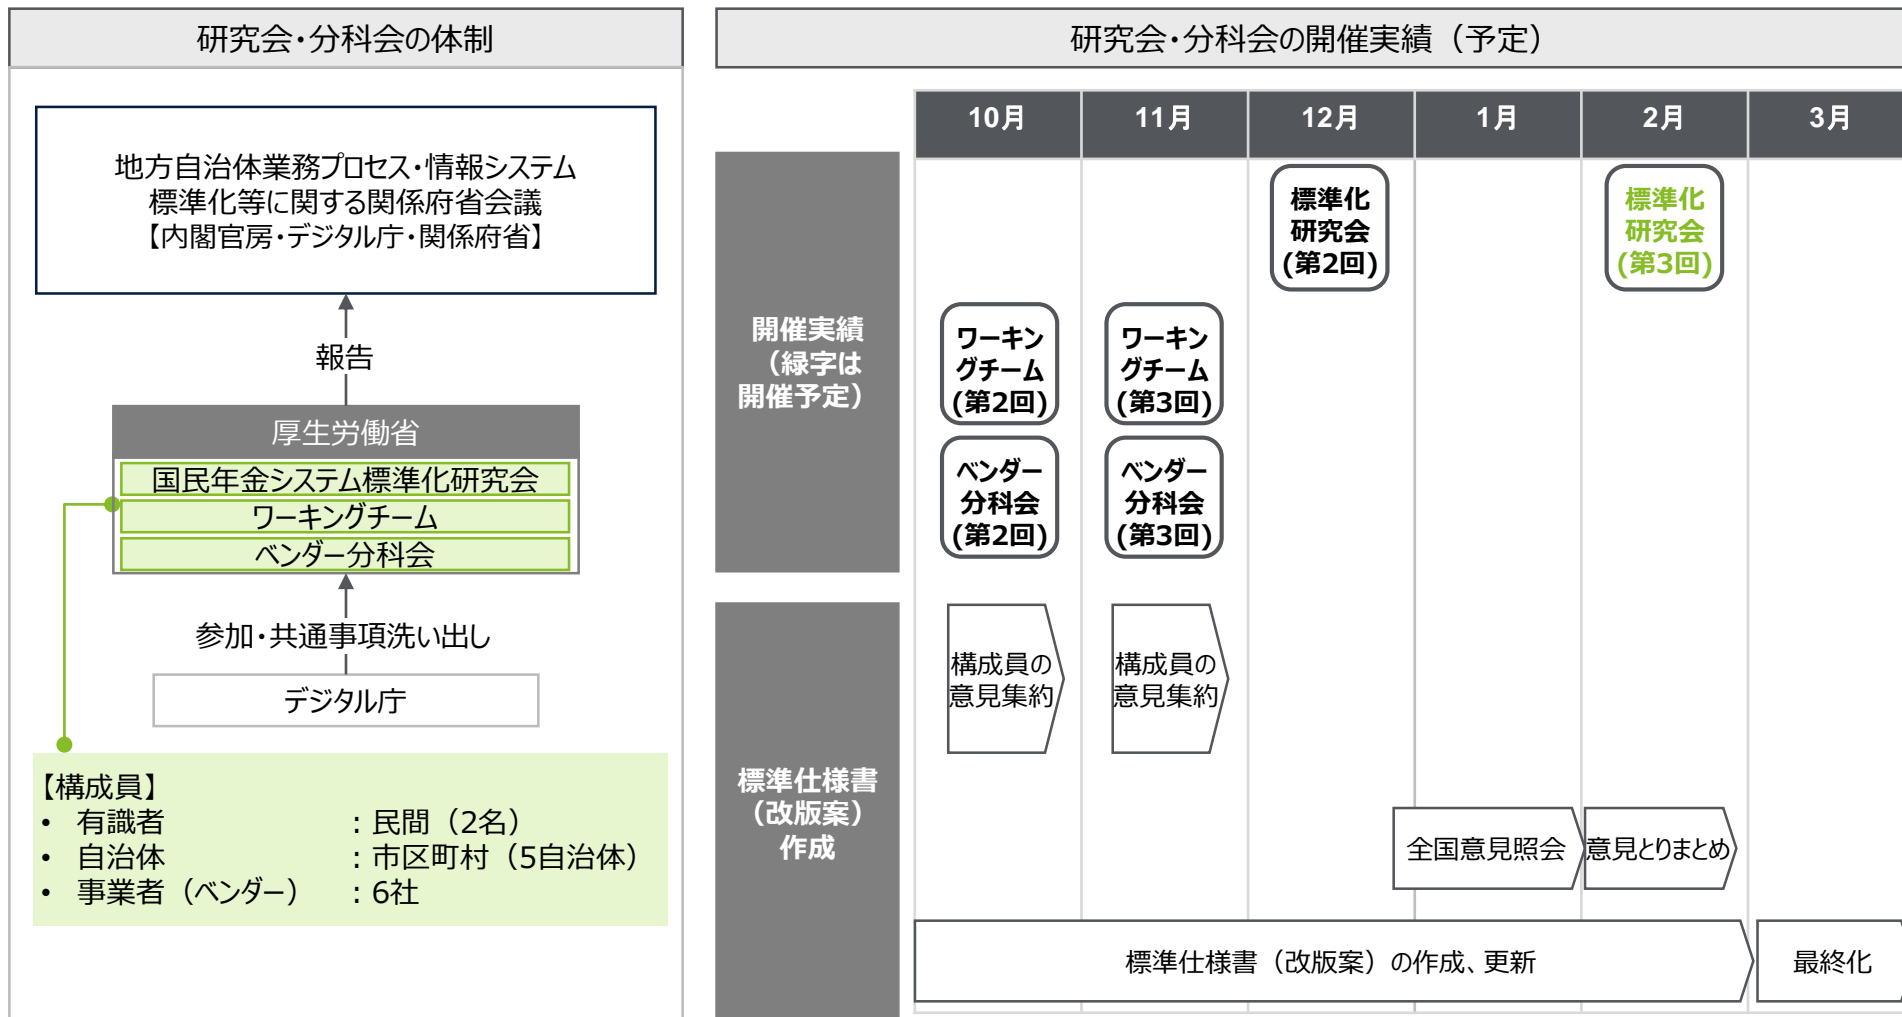 研究会・分科会の体制
地方自治体業務プロセス・情報システム
標準化等に関する関係府省会議
【内閣官房・デジタル庁・関係府省】
報告
厚生労働省
国民年金システム標準化研究会
ワーキングチーム
ベンダー分科会
参加・共通事項洗い出し
デジタル庁
【構成員】
• 有識者 : 民間（2名）
• 自治体 : 市区町村（5自治体）
• 事業者（ベンダー） : 6社
研究会・分科会の開催実績（予定）
10月 11月 12月 1月 2月 3月
開催実績
（緑字は
開催予定）
標準化
研究会
(第2回)
標準化
研究会
(第3回)
ワーキン
グチーム
(第2回)
ワーキン
グチーム
(第3回)
ベンダー
分科会
(第2回)
ベンダー
分科会
(第3回)
標準仕様書
（改版案）
作成
構成員の
意見集約
構成員の
意見集約
全国意見照会
意見とりまとめ
標準仕様書（改版案）の作成、更新
最終化